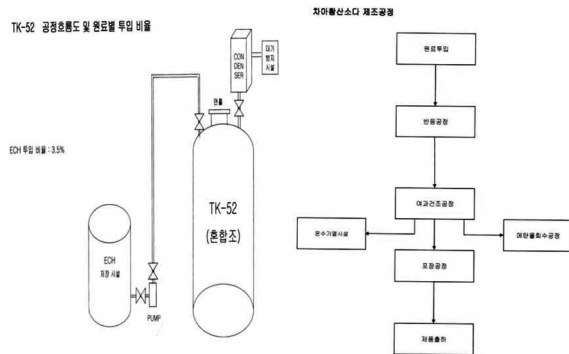 TK-52 공정흐름도 및 원료별 투입 비율
CON
DEN
SER
대기
방지
시설
맨홀
ECH 투입 비율 : 3.5%
TK-52
(혼합조)
ECH
저장 시설
PUMP
차아황산소다 제조공정
원료투입
반응공정
여과건조공정
온수가열시설
메탄올회수공정
포장공정
제품출하